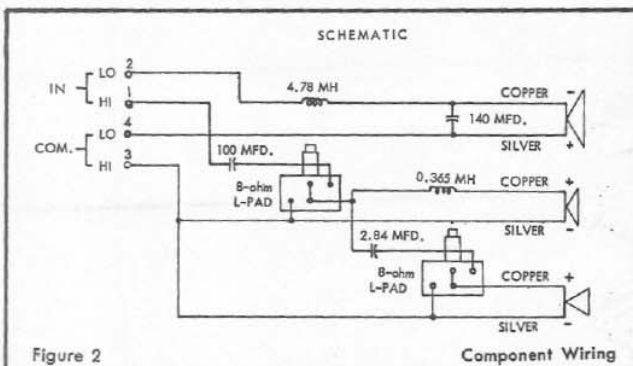 SCHEMATIC
IN
LO 2
HI 1
COM.
LO 4
HI 3
4.78 MH
COPPER -
140 MFD.
SILVER +
100 MFD.
8-ohm
L-PAD
0.365 MH
COPPER +
SILVER -
2.84 MFD.
8-ohm
L-PAD
COPPER +
SILVER -
Figure 2
Component Wiring